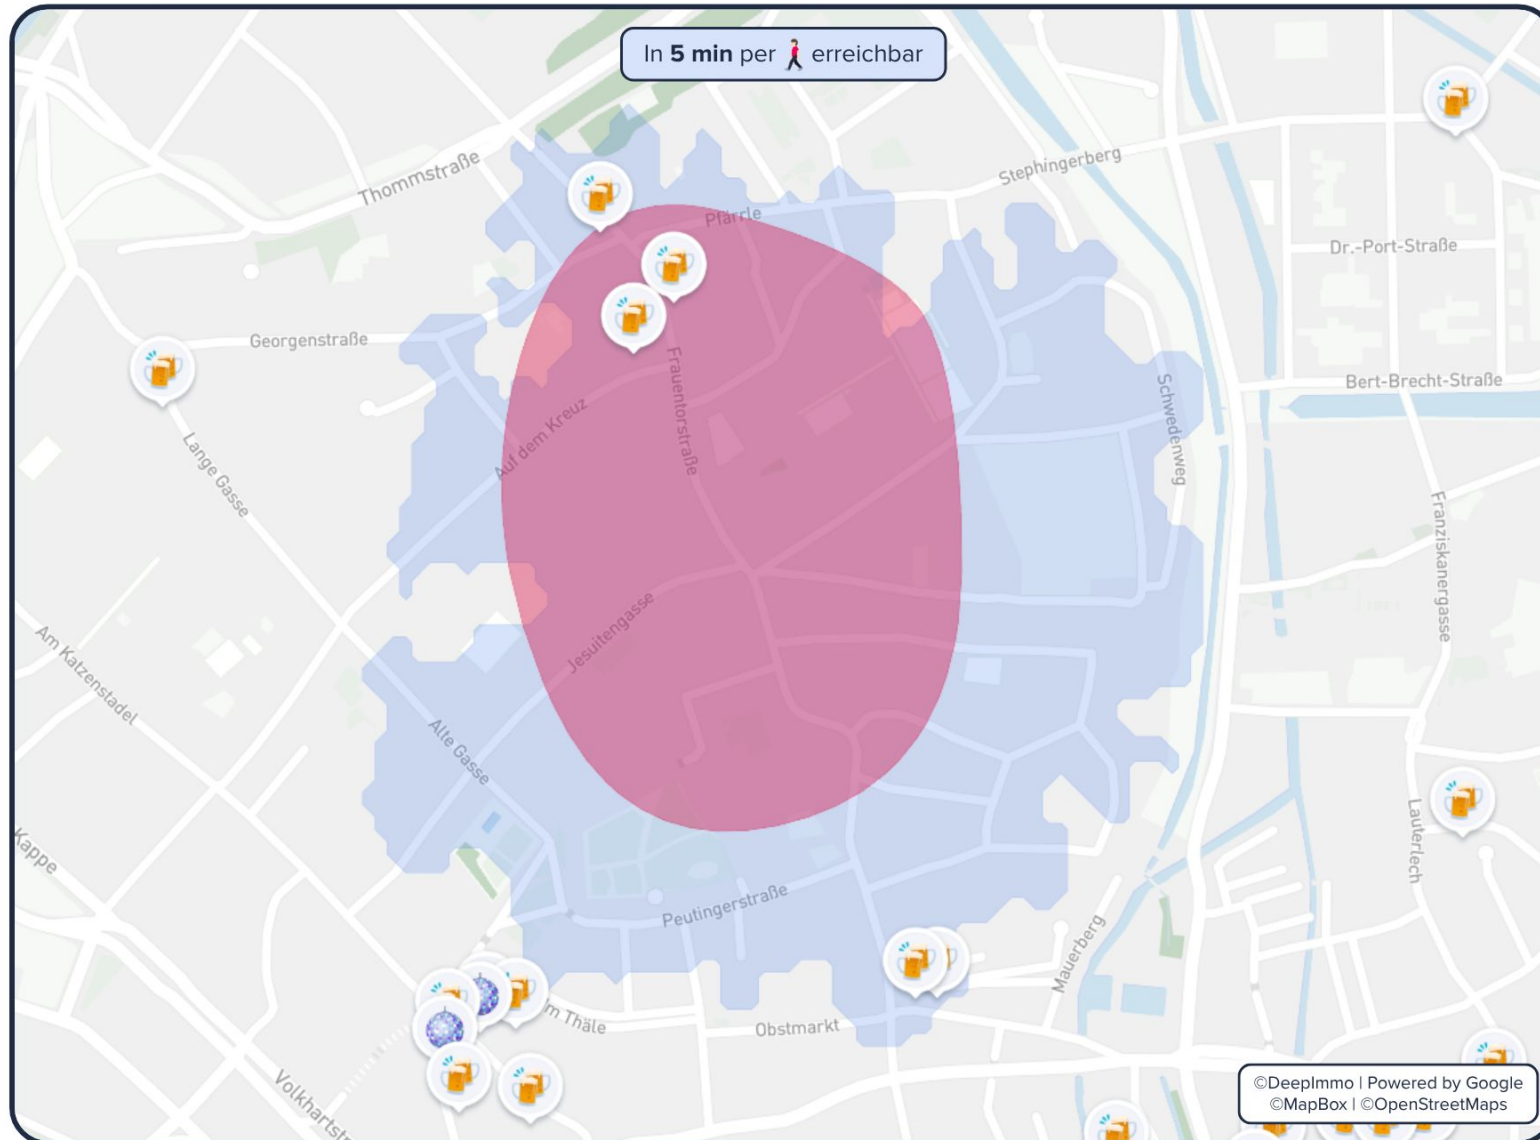 In 5 min per erreichbar
Thommstraße
Pfärrle
Stephingerberg
Dr.-Port-Straße
Georgenstraße
Bert-Brecht-Straße
Frauentorstraße
Auf dem Kreuz
Schwedenweg
Lange Gasse
Franziskanergasse
Jesuitengasse
Am Katzenstadel
Alte Gasse
Kappe
Lauterlech
Peutingerstraße
Mauerberg
Im Thäle
Obstmarkt
Volkhartstr
©DeepImmo | Powered by Google
©MapBox | ©OpenStreetMaps